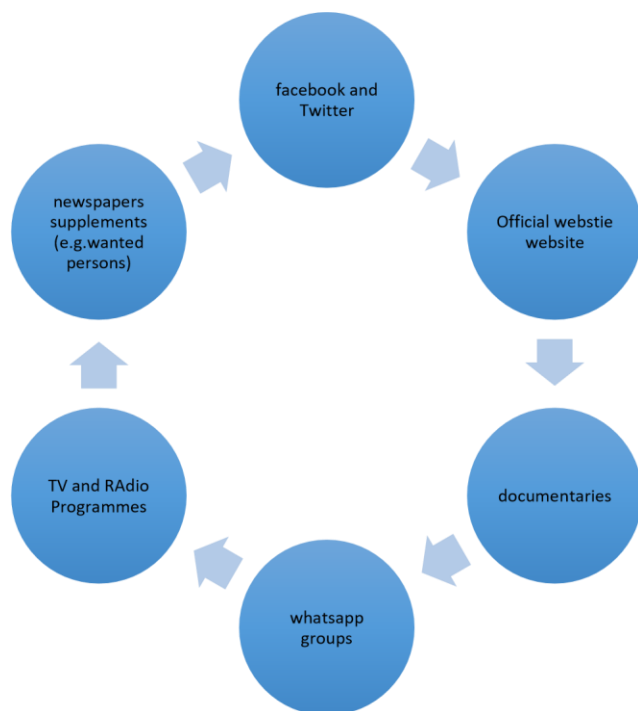 facebook and
Twitter
Official webstie
website
documentaries
whatsapp
groups
TV and RAdio
Programmes
newspapers
supplements
(e.g.wanted
persons)